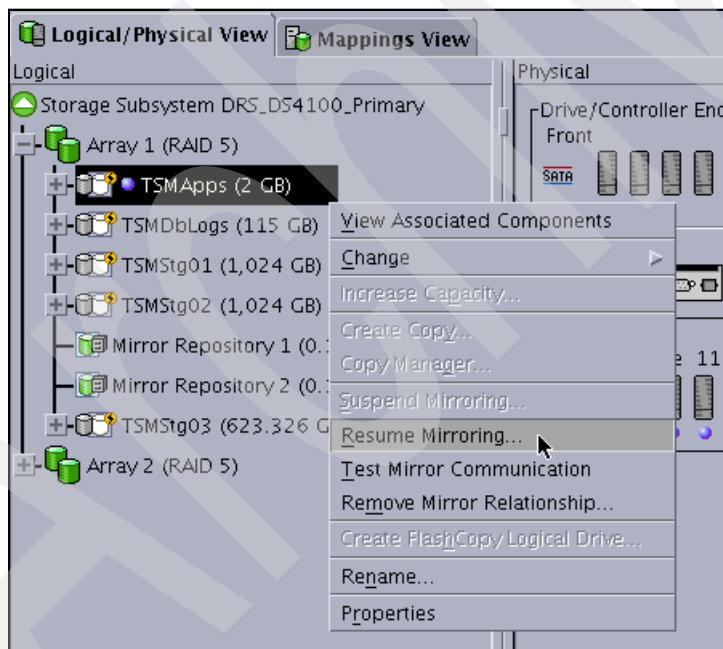 Logical/Physical View
Mappings View
Logical
Physical
Storage Subsystem DRS_DS4100_Primary
Drive/Controller Enc
Array 1 (RAID 5)
Front
SATA
TSMApps (2 GB)
TSMDbLogs (115 GB)
View Associated Components
TSMStg01 (1,024 GB)
Change
TSMStg02 (1,024 GB)
Increase Capacity...
Mirror Repository 1 (0.
Create Copy...
Copy Manager...
11
Mirror Repository 2 (0.
Suspend Mirroring...
TSMStg03 (623.326 G
Resume Mirroring...
Array 2 (RAID 5)
Test Mirror Communication
Remove Mirror Relationship...
Create FlashCopy Logical Drive...
Rename...
Properties